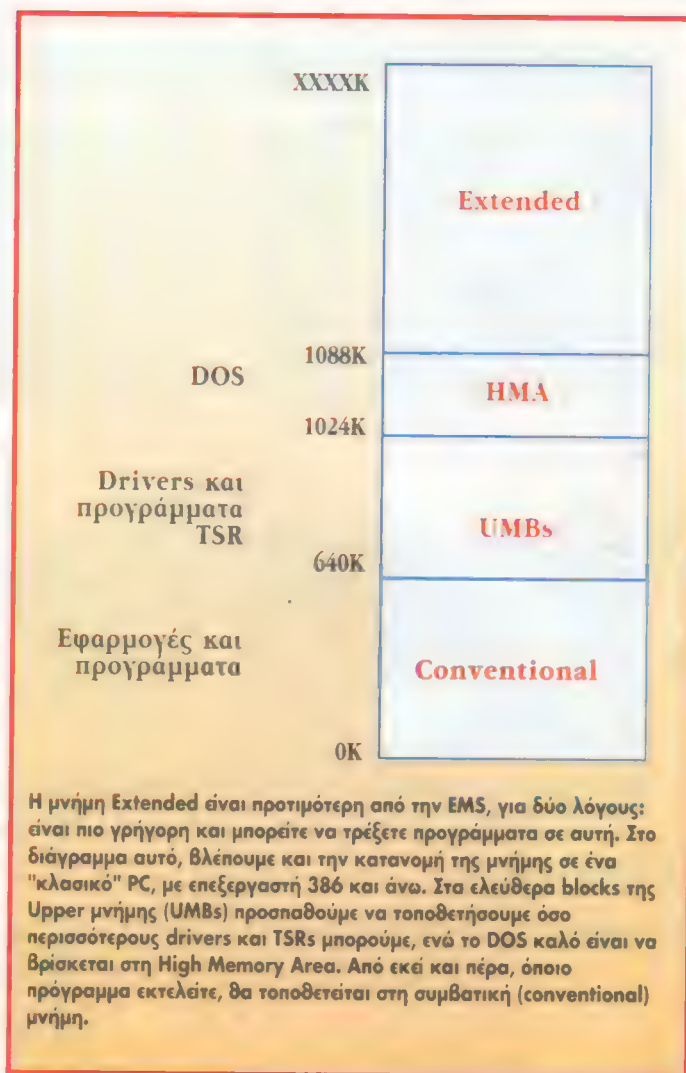 XXXXK
Extended
1088K
DOS
HMA
1024K
Drivers και
προγράμματα
TSR
UMBs
640K
Εφαρμογές και
προγράμματα
Conventional
0K
Η μνήμη Extended είναι προτιμότερη από την EMS, για δύο λόγους:
είναι πιο γρήγορη και μπορείτε να τρέξετε προγράμματα σε αυτή. Στο
διάγραμμα αυτό, βλέπουμε και την κατανομή της μνήμης σε ένα
"κλασικό" PC, με επεξεργαστή 386 και άνω. Στα ελεύθερα blocks της
Upper μνήμης (UMBs) προσπαθούμε να τοποθετήσουμε όσο
περισσότερους drivers και TSRs μπορούμε, ενώ το DOS καλό είναι να
βρίσκεται στη High Memory Area. Από εκεί και πέρα, όποιο
πρόγραμμα εκτελείτε, θα τοποθετείται στη συμβατική (conventional)
μνήμη.